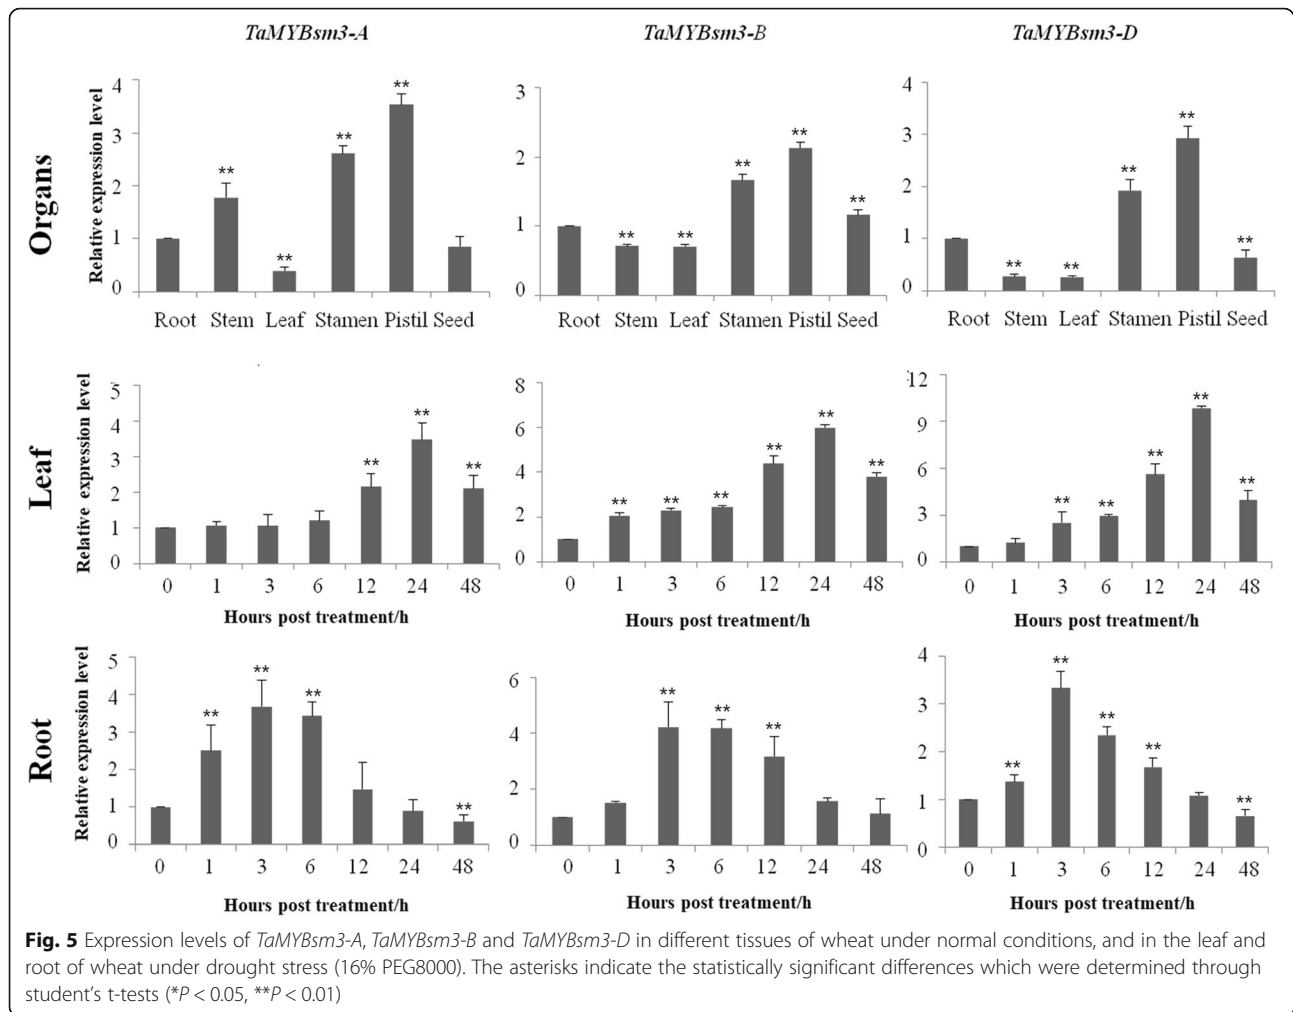 TaMYBsm3-A TaMYBsm3-B TaMYBsm3-D
Organs
Relative expression level
4
3
2
1
0
** ** ** **
Root Stem Leaf Stamen Pistil Seed
3
2
1
0
** ** ** ** **
Root Stem Leaf Stamen Pistil Seed
4
3
2
1
0
** ** ** ** **
Root Stem Leaf Stamen Pistil Seed
Leaf
Relative expression level
5
4
3
2
1
0
** ** **
0 1 3 6 12 24 48
Hours post treatment/h
8
6
4
2
0
** ** ** ** ** **
0 1 3 6 12 24 48
Hours post treatment/h
12
9
6
3
0
** ** ** ** **
0 1 3 6 12 24 48
Hours post treatment/h
Root
Relative expression level
5
4
3
2
1
0
** ** ** **
0 1 3 6 12 24 48
Hours post treatment/h
6
4
2
0
** ** **
0 1 3 6 12 24 48
Hours post treatment/h
4
3
2
1
0
** ** ** ** **
0 1 3 6 12 24 48
Hours post treatment/h
Fig. 5 Expression levels of TaMYBsm3-A, TaMYBsm3-B and TaMYBsm3-D in different tissues of wheat under normal conditions, and in the leaf and
root of wheat under drought stress (16% PEG8000). The asterisks indicate the statistically significant differences which were determined through
student's t-tests (*P < 0.05, **P < 0.01)